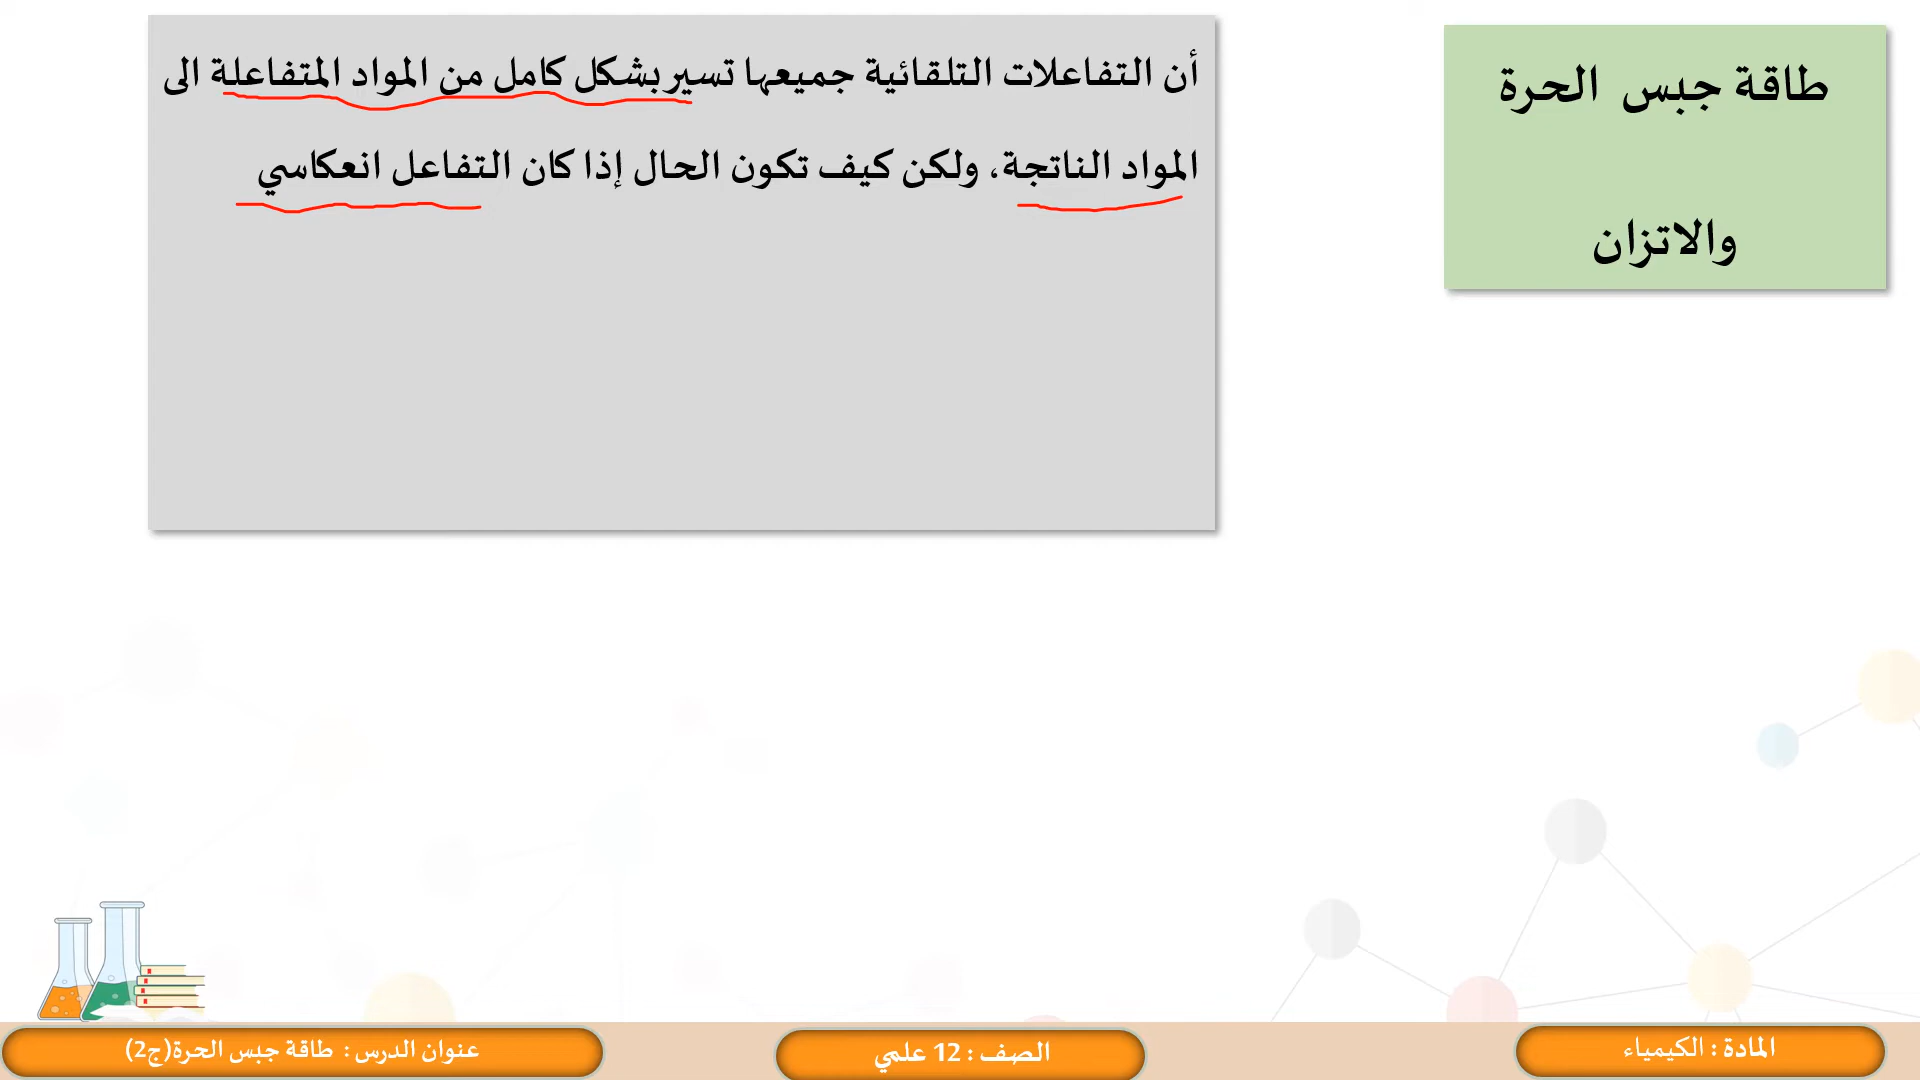 طاقة جبس الحرة
والاتزان
أن التفاعلات التلقائية جميعها تسير بشكل كامل من المواد المتفاعلة الى
المواد الناتجة، ولكن كيف تكون الحال إذا كان التفاعل انعكاسي
المادة : الكيمياء
الصف : 12 علمي
عنوان الدرس : طاقة جبس الحرة(ج2)